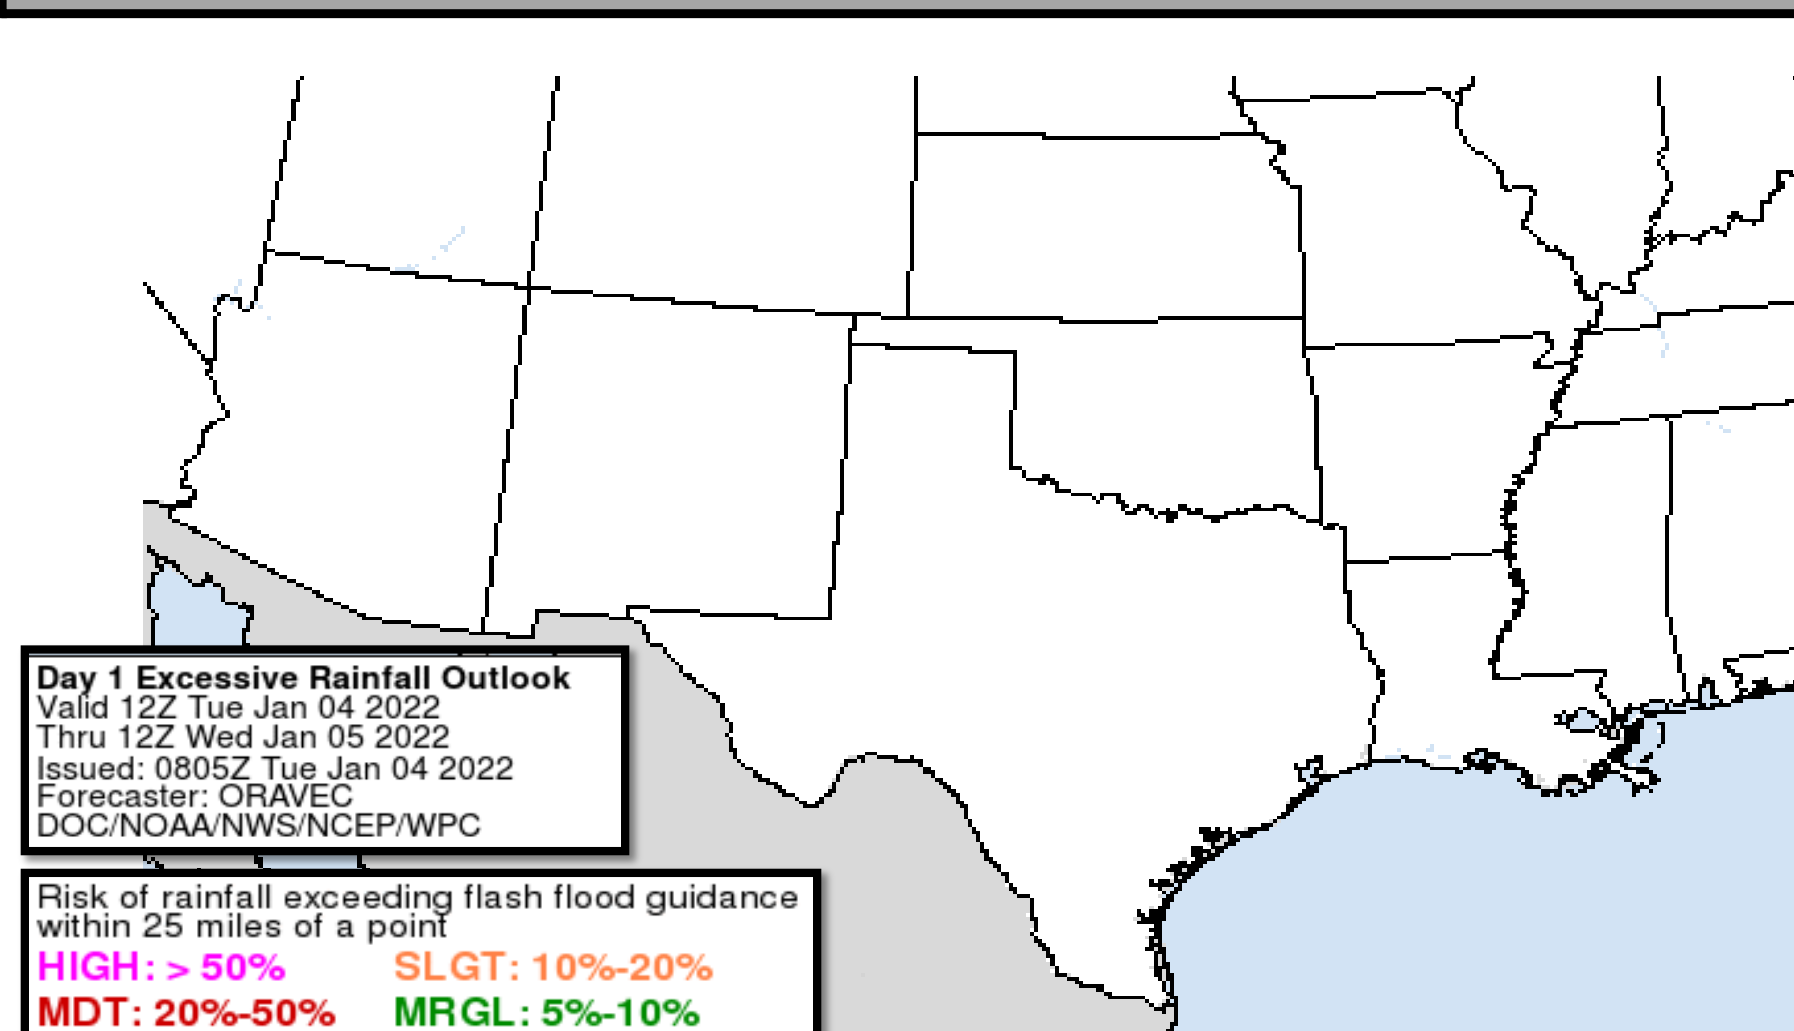 Day 1 Excessive Rainfall Outlook
Valid 12Z Tue Jan 04 2022
Thru 12Z Wed Jan 05 2022
Issued: 0805Z Tue Jan 04 2022
Forecaster: ORAVEC
DOC/NOAA/NWS/NCEP/WPC
Risk of rainfall exceeding flash flood guidance
within 25 miles of a point
HIGH: > 50% SLGT: 10%-20%
MDT: 20%-50% MRGL: 5%-10%